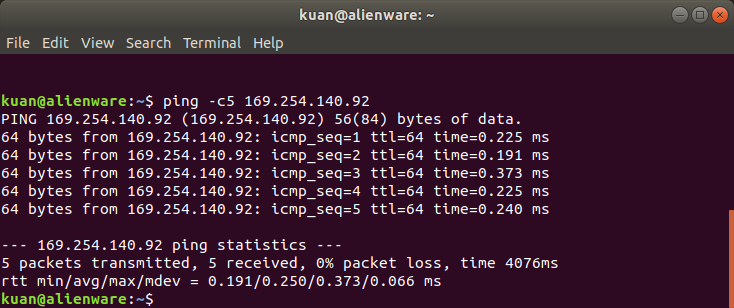 kuan@alienware: ~
File Edit View Search Terminal Help
kuan@alienware:~$ ping -c5 169.254.140.92
PING 169.254.140.92 (169.254.140.92) 56(84) bytes of data.
64 bytes from 169.254.140.92: icmp_seq=1 ttl=64 time=0.225 ms
64 bytes from 169.254.140.92: icmp_seq=2 ttl=64 time=0.191 ms
64 bytes from 169.254.140.92: icmp_seq=3 ttl=64 time=0.373 ms
64 bytes from 169.254.140.92: icmp_seq=4 ttl=64 time=0.225 ms
64 bytes from 169.254.140.92: icmp_seq=5 ttl=64 time=0.240 ms
--- 169.254.140.92 ping statistics ---
5 packets transmitted, 5 received, 0% packet loss, time 4076ms
rtt min/avg/max/mdev = 0.191/0.250/0.373/0.066 ms
kuan@alienware:~$